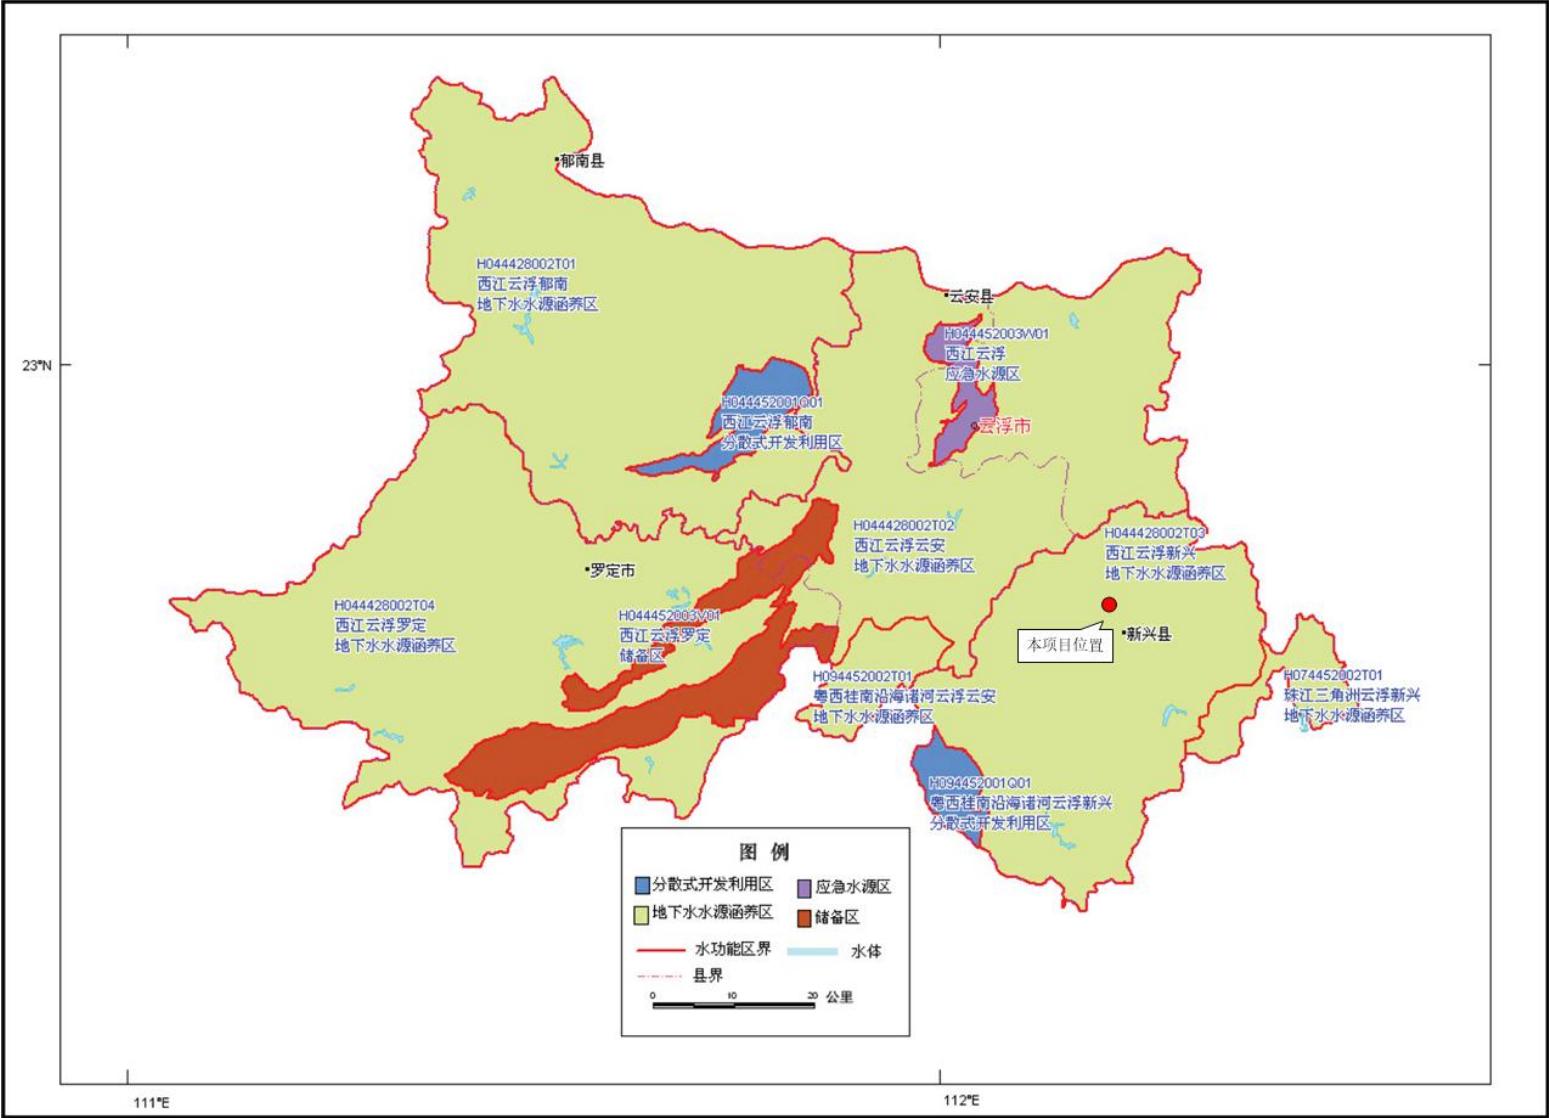 郁南县
H044428002T01
西江云浮郁南
地下水水源涵养区
云安县
H044452003W01
西江云浮
应急水源区
23°N
H044452001Q01
西江云浮郁南
分散式开发利用区
云浮市
H044428002T02
西江云浮云安
地下水水源涵养区
H044428002T03
西江云浮新兴
地下水水源涵养区
罗定市
H044428002T04
西江云浮罗定
地下水水源涵养区
H044452003V01
西江云浮罗定
储备区
本项目位置
新兴县
H094452002T01
粤西桂南沿海诸河云浮云安
地下水水源涵养区
H074452002T01
珠江三角洲云浮新兴
地下水水源涵养区
H094452001Q01
粤西桂南沿海诸河云浮新兴
分散式开发利用区
图 例
分散式开发利用区
应急水源区
地下水水源涵养区
储备区
水功能区界
水体
县界
0 10 20 公里
111°E
112°E